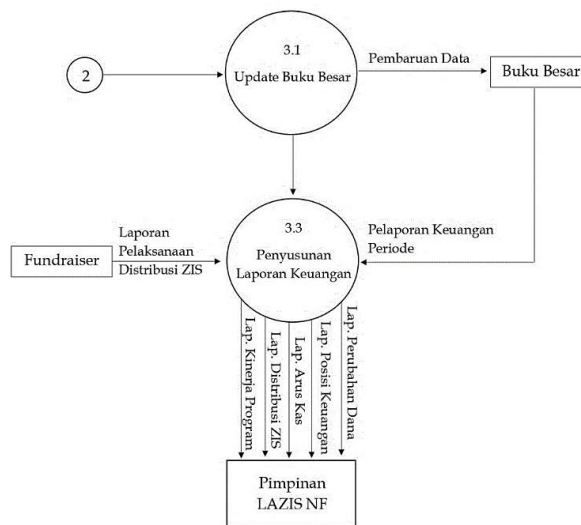 3.1
Update Buku Besar
2
Pembaruan Data
Buku Besar
Laporan
Pelaksanaan
Distribusi ZIS
Fundraiser
3.3
Penyusunan
Laporan Keuangan
Pelaporan Keuangan
Periode
Lap. Kinerja Program
Lap. Distribusi ZIS
Lap. Arus Kas
Lap. Posisi Keuangan
Lap. Perubahan Dana
Pimpinan
LAZIS NF